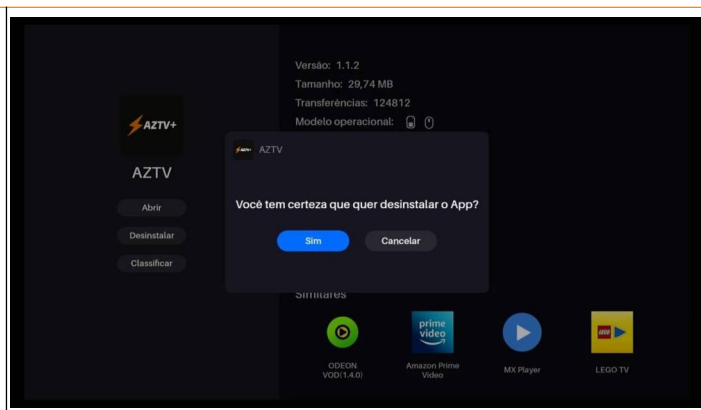 Versão: 1.1.2
Tamanho: 29,74 MB
Transferências: 124812
Modelo operacional:
AZTV+
AZTV
Abrir
Desinstalar
Classificar
AZTV+ AZTV
Você tem certeza que quer desinstalar o App?
Sim Cancelar
Similares
prime
video
LEGO
ODEON
VOD(1.4.0)
Amazon Prime
Video
MX Player
LEGO TV